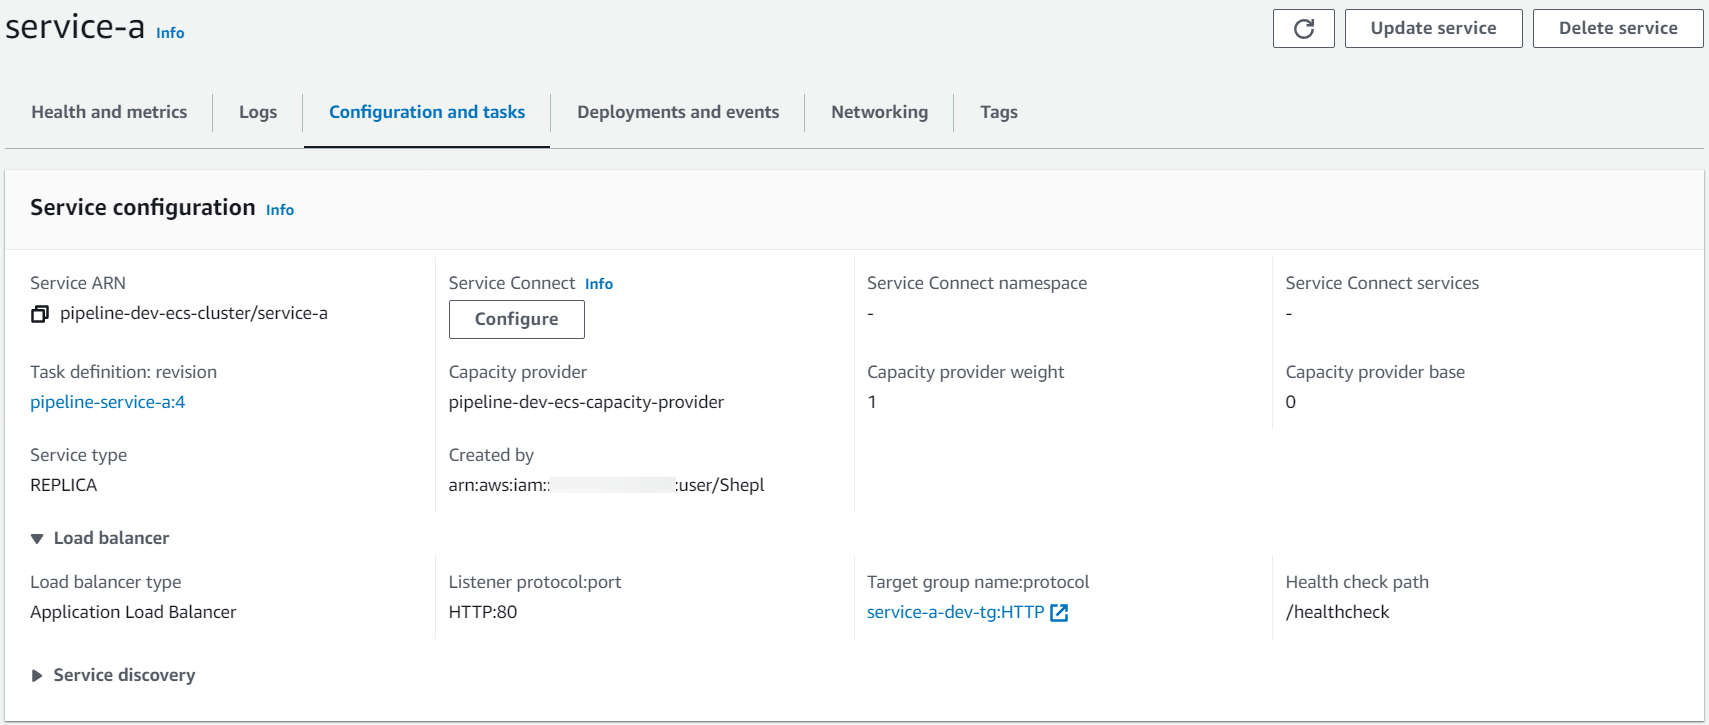 service-a Info
Update service
Delete service
Health and metrics
Logs
Configuration and tasks
Deployments and events
Networking
Tags
Service configuration Info
Service ARN
pipeline-dev-ecs-cluster/service-a
Service Connect Info
Configure
Service Connect namespace
-
Service Connect services
-
Task definition: revision
pipeline-service-a:4
Capacity provider
pipeline-dev-ecs-capacity-provider
Capacity provider weight
1
Capacity provider base
0
Service type
REPLICA
Created by
arn:aws:iam:: :user/Shepl
Load balancer
Load balancer type
Application Load Balancer
Listener protocol:port
HTTP:80
Target group name:protocol
service-a-dev-tg:HTTP
Health check path
/healthcheck
Service discovery